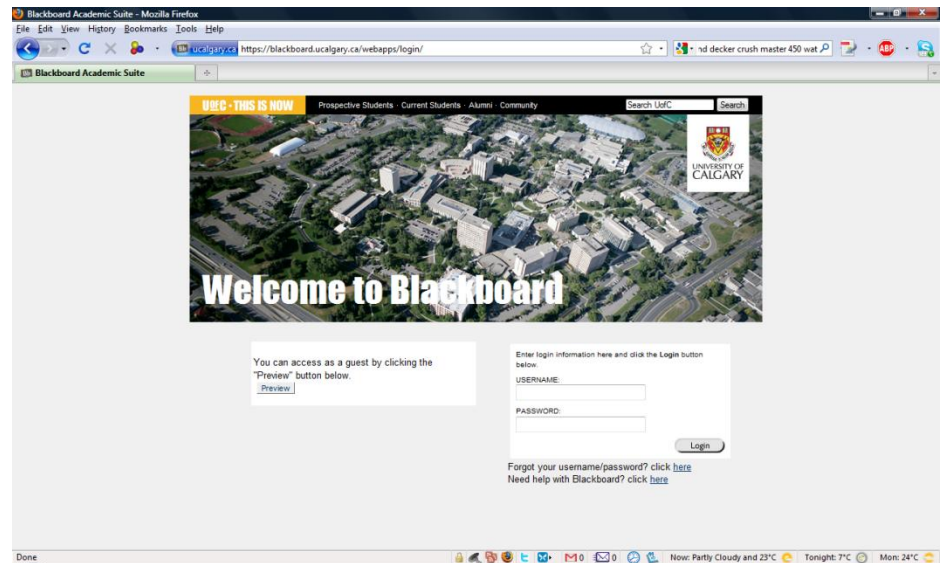 Blackboard Academic Suite - Mozilla Firefox
File Edit View History Bookmarks Tools Help
ucalgary.ca https://blackboard.ucalgary.ca/webapps/login/ nd decker crush master 450 wat
ABP
Blackboard Academic Suite
U OF C - THIS IS NOW Prospective Students · Current Students · Alumni · Community Search UofC Search
UNIVERSITY OF
CALGARY
Welcome to Blackboard
You can access as a guest by clicking the
"Preview" button below.
Preview
Enter login information here and click the Login button
below.
USERNAME:
PASSWORD:
Login
Forgot your username/password? click here
Need help with Blackboard? click here
Done 0 0 Now: Partly Cloudy and 23°C Tonight: 7°C Mon: 24°C